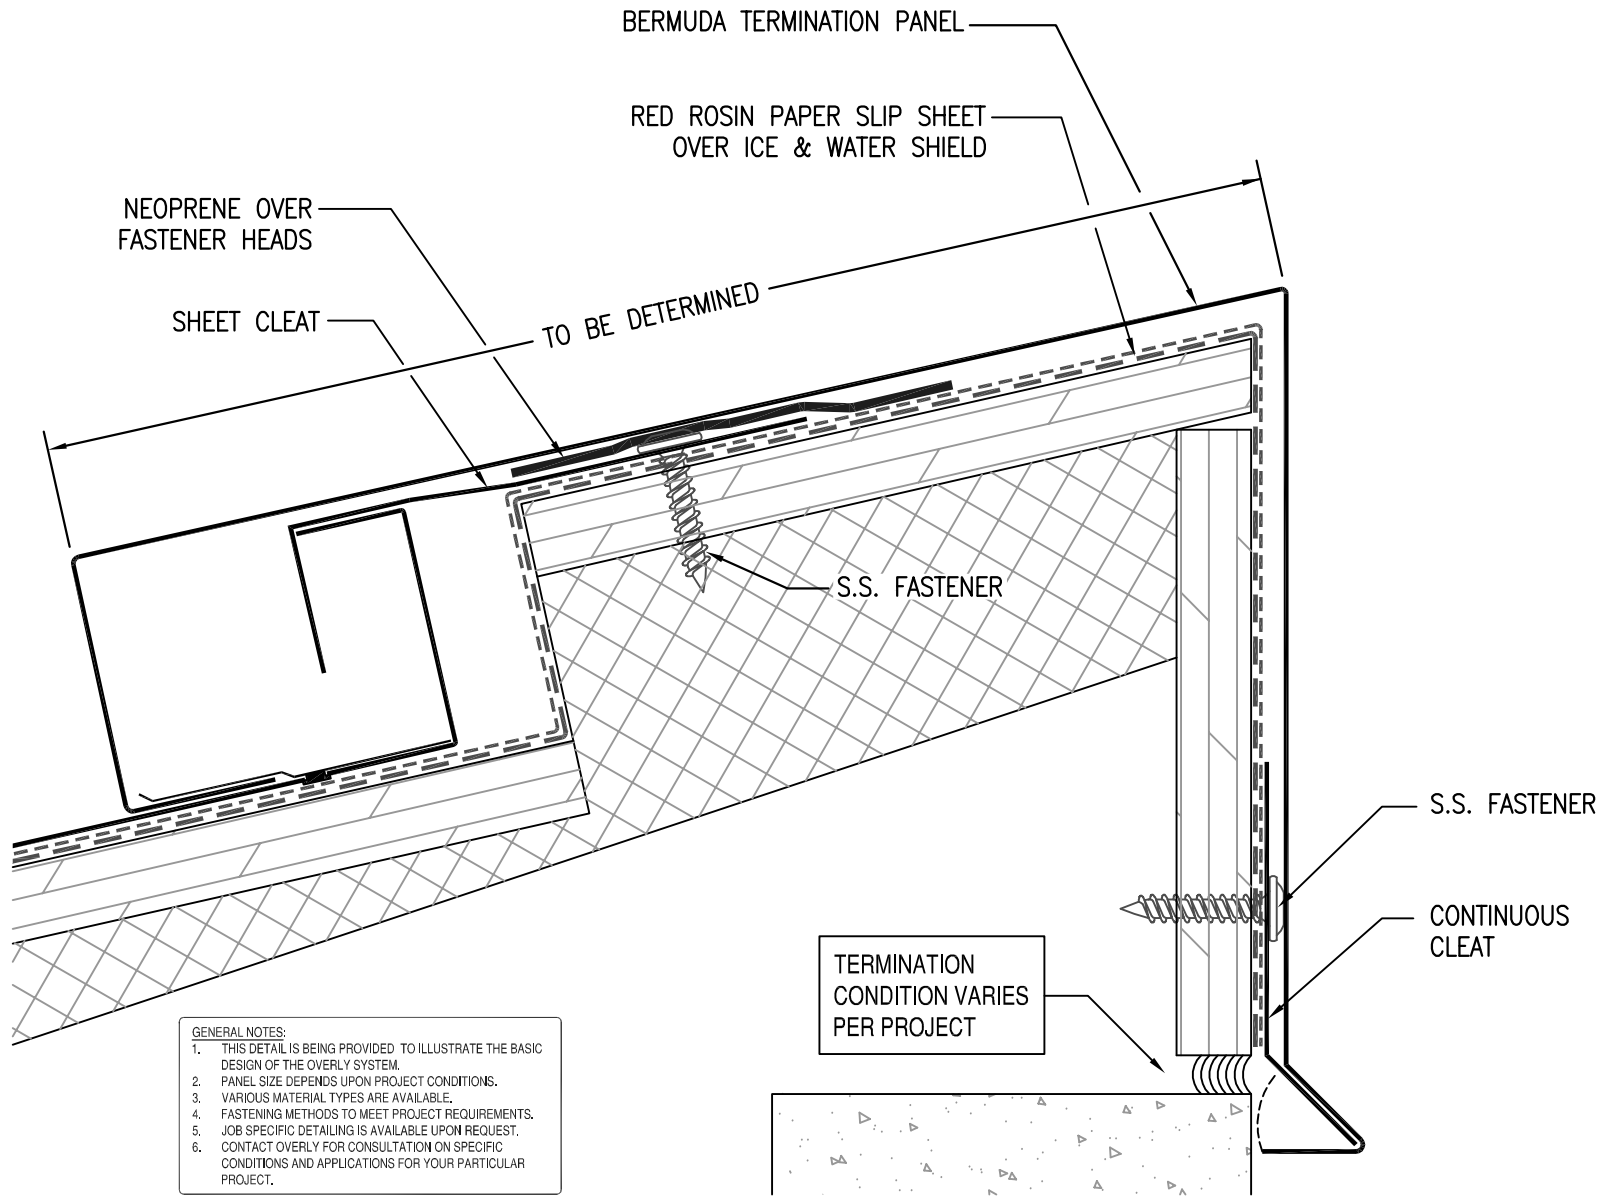 BERMUDA TERMINATION PANEL
RED ROSIN PAPER SLIP SHEET
OVER ICE & WATER SHIELD
NEOPRENE OVER
FASTENER HEADS
SHEET CLEAT
TO BE DETERMINED
S.S. FASTENER
S.S. FASTENER
CONTINUOUS
CLEAT
TERMINATION
CONDITION VARIES
PER PROJECT
GENERAL NOTES:
1. THIS DETAIL IS BEING PROVIDED TO ILLUSTRATE THE BASIC
DESIGN OF THE OVERLY SYSTEM.
2. PANEL SIZE DEPENDS UPON PROJECT CONDITIONS.
3. VARIOUS MATERIAL TYPES ARE AVAILABLE.
4. FASTENING METHODS TO MEET PROJECT REQUIREMENTS.
5. JOB SPECIFIC DETAILING IS AVAILABLE UPON REQUEST.
6. CONTACT OVERLY FOR CONSULTATION ON SPECIFIC
CONDITIONS AND APPLICATIONS FOR YOUR PARTICULAR
PROJECT.